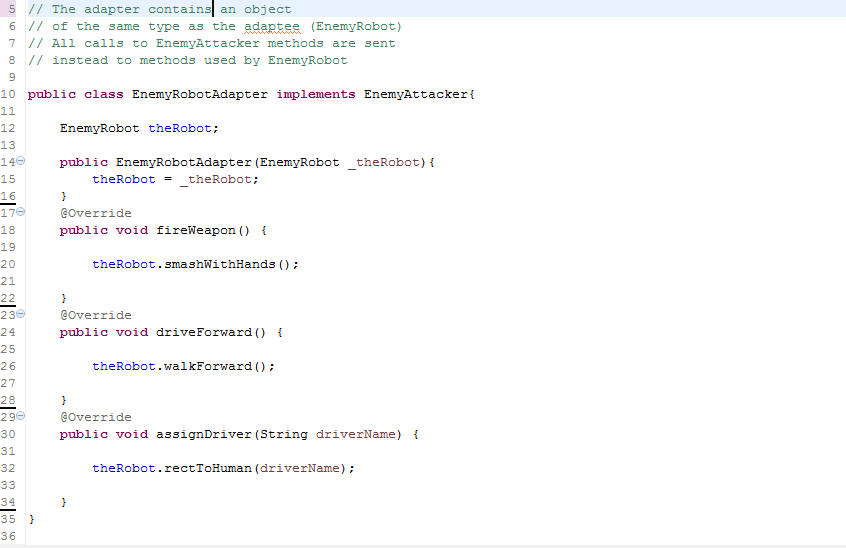 5 // The adapter contains an object
6 // of the same type as the adaptee (EnemyRobot)
7 // All calls to EnemyAttacker methods are sent
8 // instead to methods used by EnemyRobot
9
10 public class EnemyRobotAdapter implements EnemyAttacker{
11
12     EnemyRobot theRobot;
13
14     public EnemyRobotAdapter(EnemyRobot _theRobot){
15         theRobot = _theRobot;
16     }
17     @Override
18     public void fireWeapon() {
19
20         theRobot.smashWithHands();
21
22     }
23     @Override
24     public void driveForward() {
25
26         theRobot.walkForward();
27
28     }
29     @Override
30     public void assignDriver(String driverName) {
31
32         theRobot.rectToHuman(driverName);
33
34     }
35 }
36